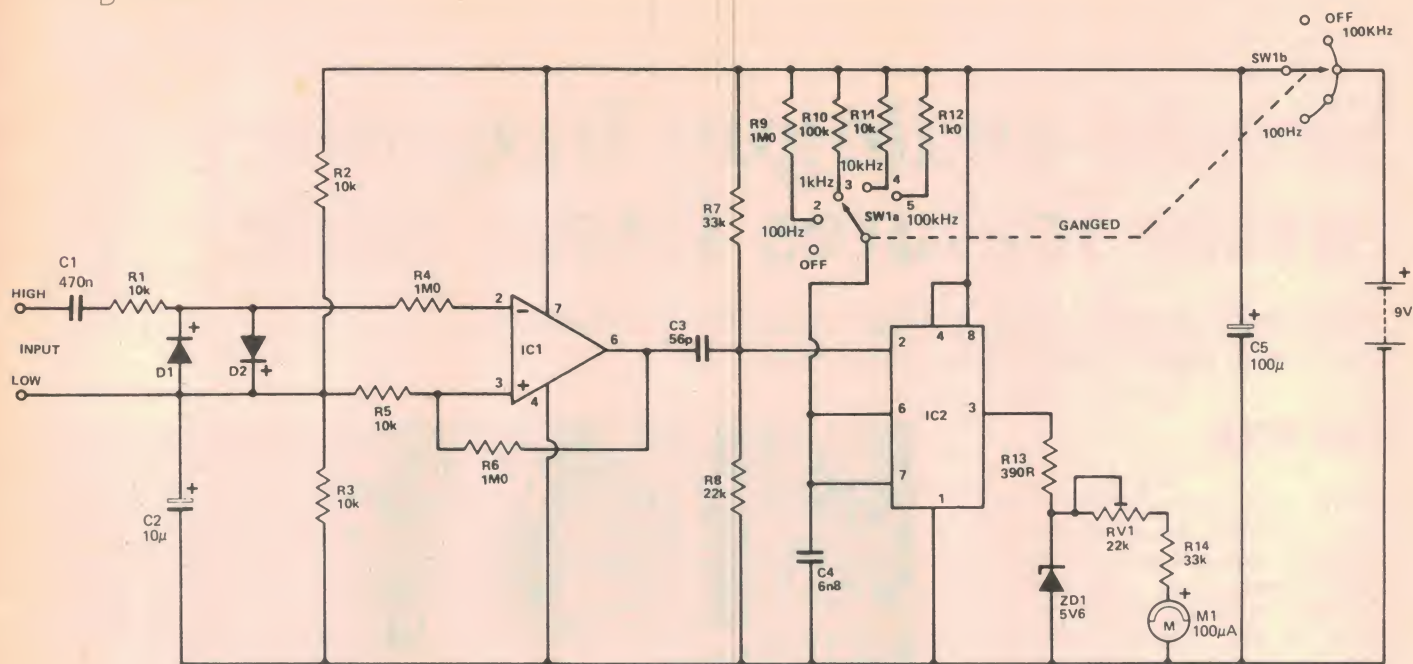 OFF
100KHz
SW1b
100Hz
R9
1M0
R10
100k
R11
10k
R12
1k0
R2
10k
10kHz
1kHz
3
4
2
5
SW1a
100kHz
100Hz
OFF
GANGED
R7
33k
C1
470n
HIGH
R1
10k
R4
1M0
2
–
7
IC1
6
C3
56p
+
9V
INPUT
+
D1
D2
+
LOW
3
+
4
R5
10k
R6
1M0
2
4
8
6
IC2
3
7
1
+
C5
100μ
R13
390R
R8
22k
R3
10k
C2
10μ
RV1
22k
R14
33k
C4
6n8
ZD1
5V6
+
M
M1
100μA